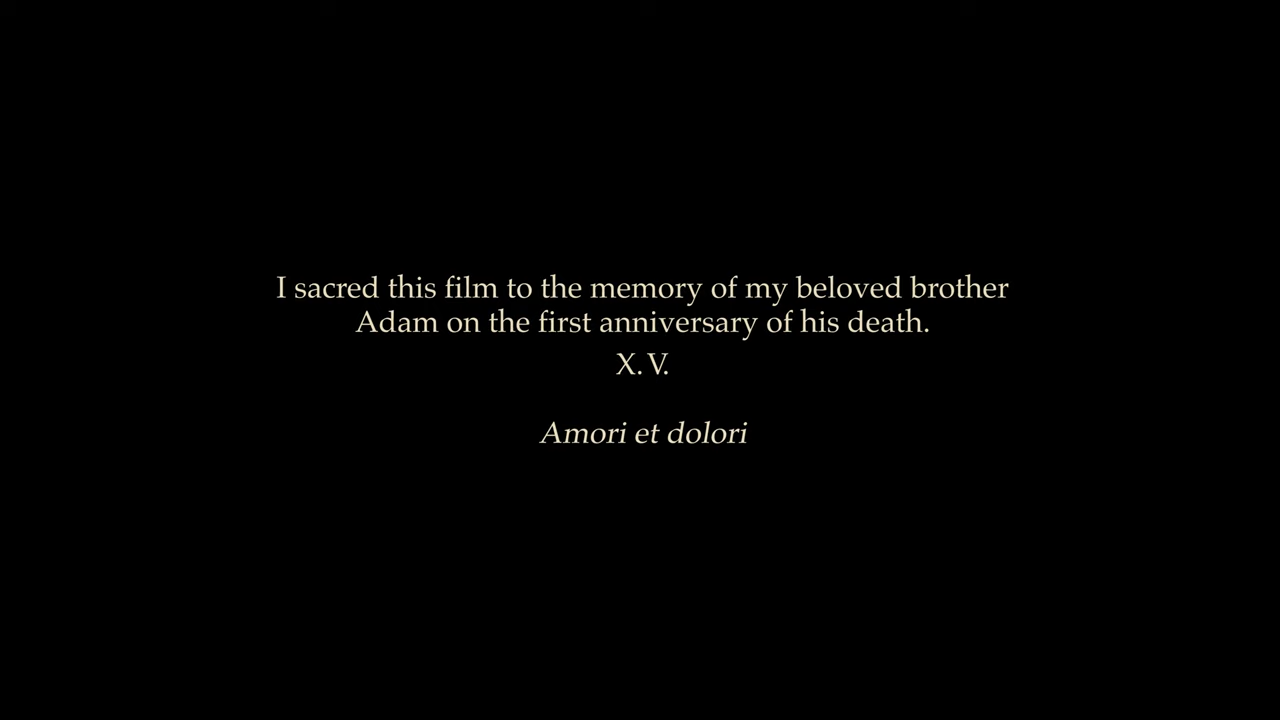 I sacred this film to the memory of my beloved brother
Adam on the first anniversary of his death.
X. V.
Amori et dolori